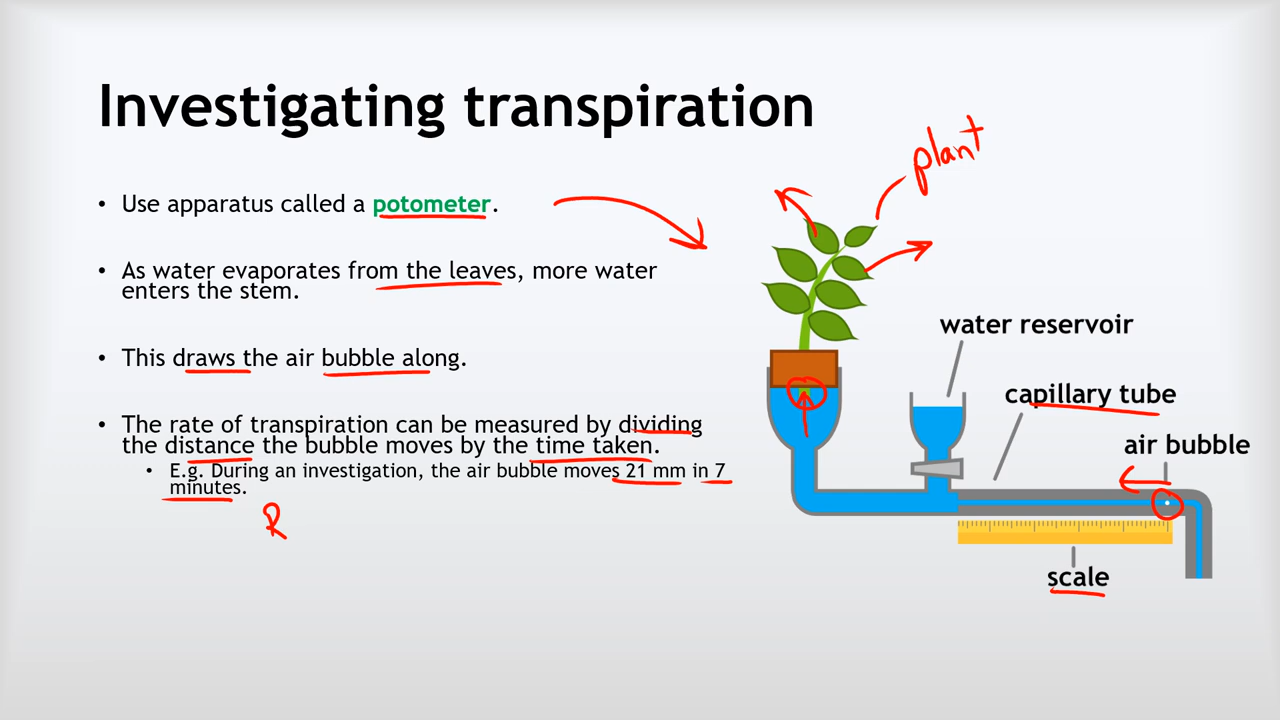 Investigating transpiration
• Use apparatus called a potometer.
• As water evaporates from the leaves, more water
enters the stem.
• This draws the air bubble along.
• The rate of transpiration can be measured by dividing
the distance the bubble moves by the time taken.
• E.g. During an investigation, the air bubble moves 21 mm in 7
minutes.
R
plant
water reservoir
capillary tube
air bubble
scale